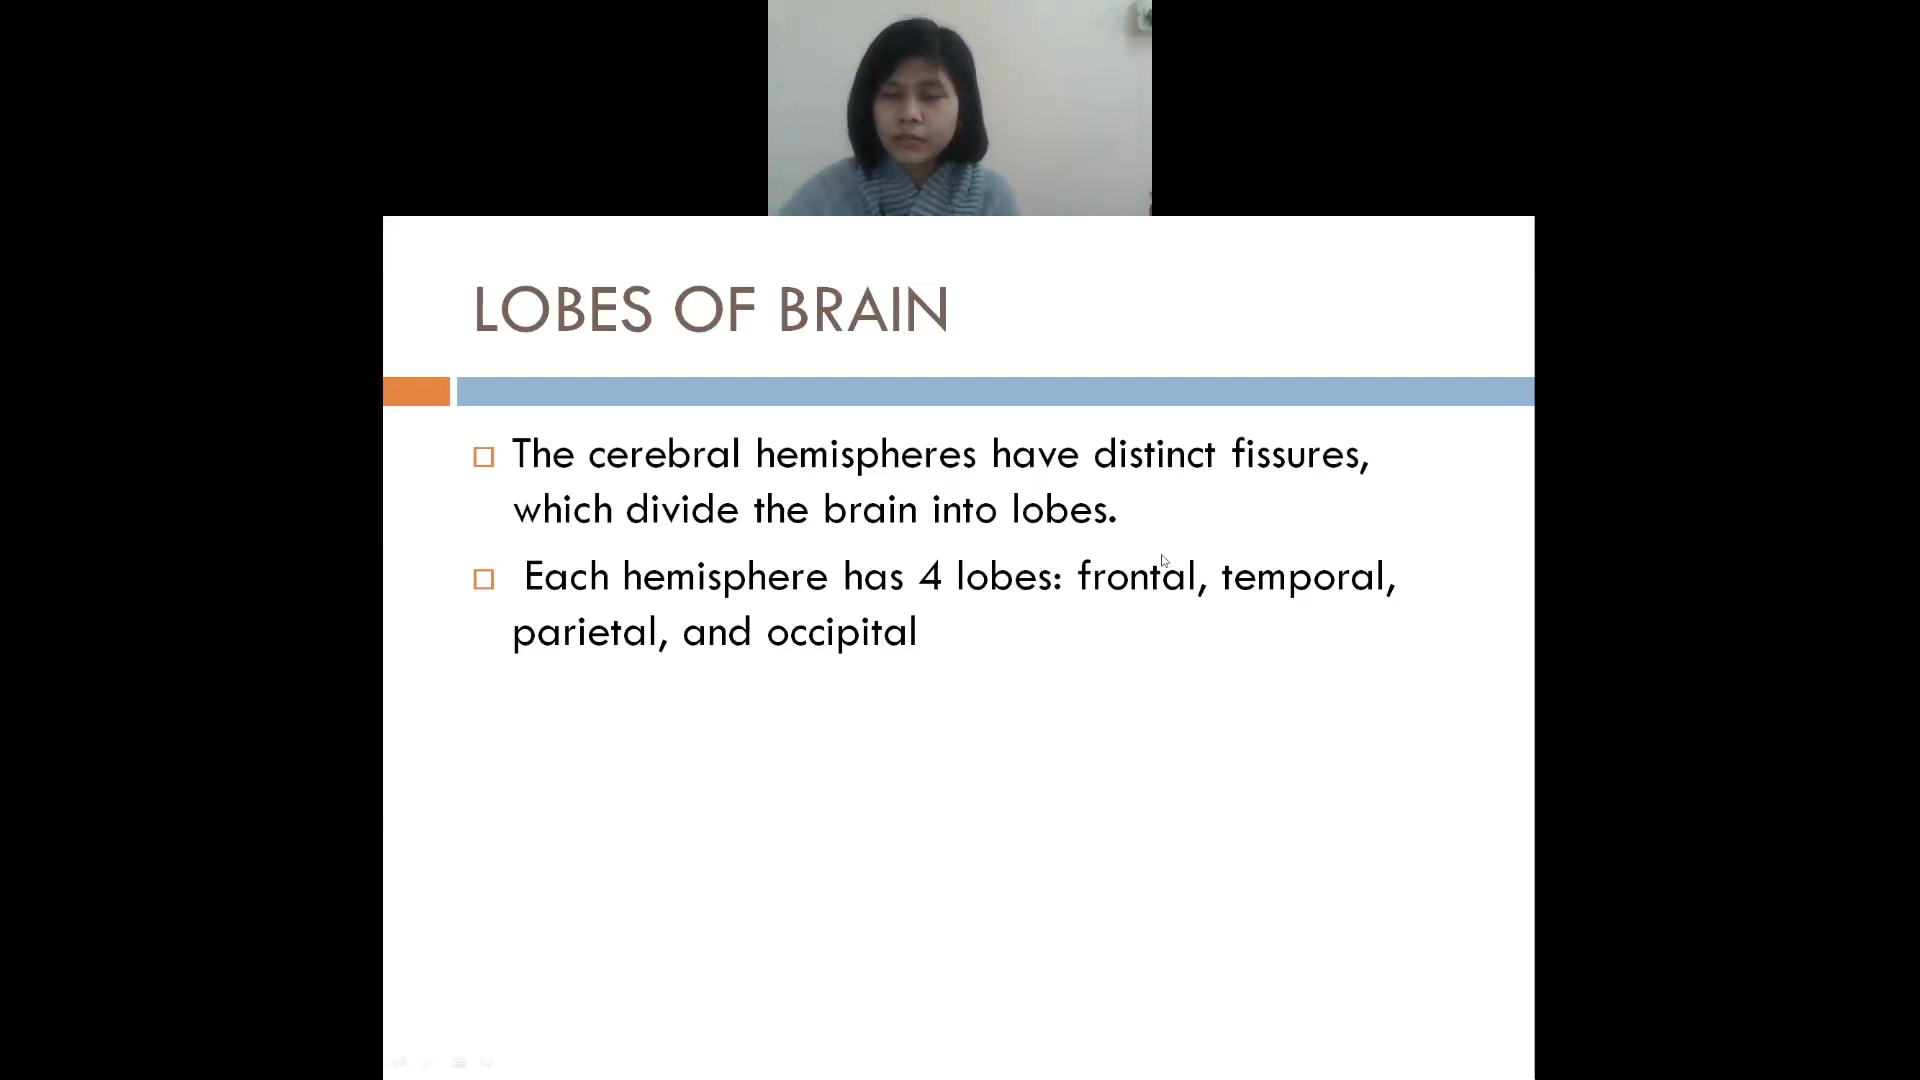 LOBES OF BRAIN
The cerebral hemispheres have distinct fissures,
which divide the brain into lobes.
Each hemisphere has 4 lobes: frontal, temporal,
parietal, and occipital